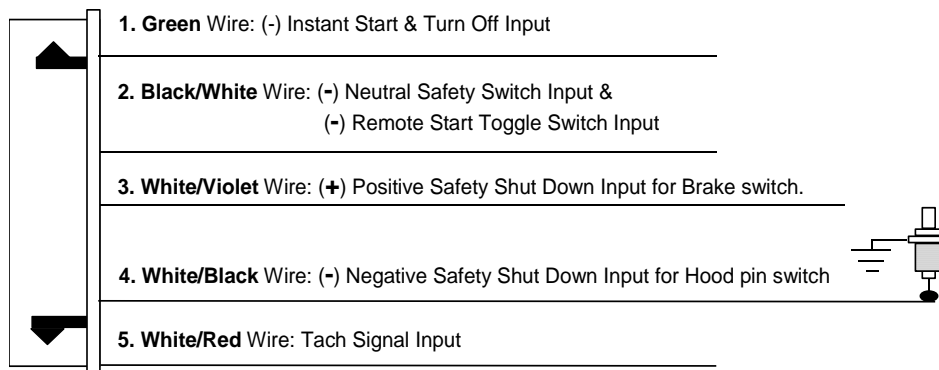 1. Green Wire: (-) Instant Start & Turn Off Input
2. Black/White Wire: (-) Neutral Safety Switch Input &
(-) Remote Start Toggle Switch Input
3. White/Violet Wire: (+) Positive Safety Shut Down Input for Brake switch.
4. White/Black Wire: (-) Negative Safety Shut Down Input for Hood pin switch
5. White/Red Wire: Tach Signal Input